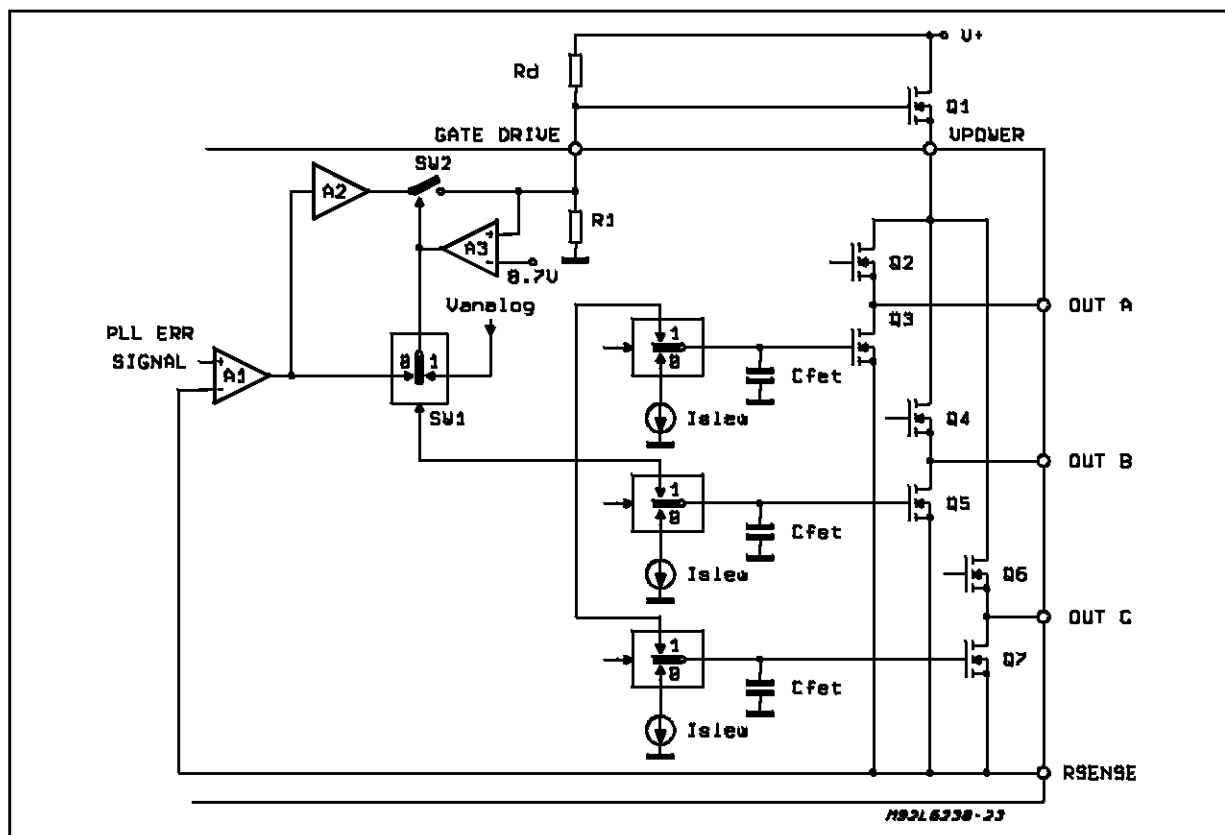 V+
Rd
Q1
GATE DRIVE
VPOWER
SW2
A2
R1
A3
+
-
0.7V
Q2
Vanalog
OUT A
PLL ERR
SIGNAL
+
-
A1
0 1
SW1
1
0
Q3
Cfet
Islew
Q4
OUT B
1
0
Q5
Cfet
Islew
Q6
OUT C
1
0
Q7
Cfet
Islew
RSENSE
M92L6238-23